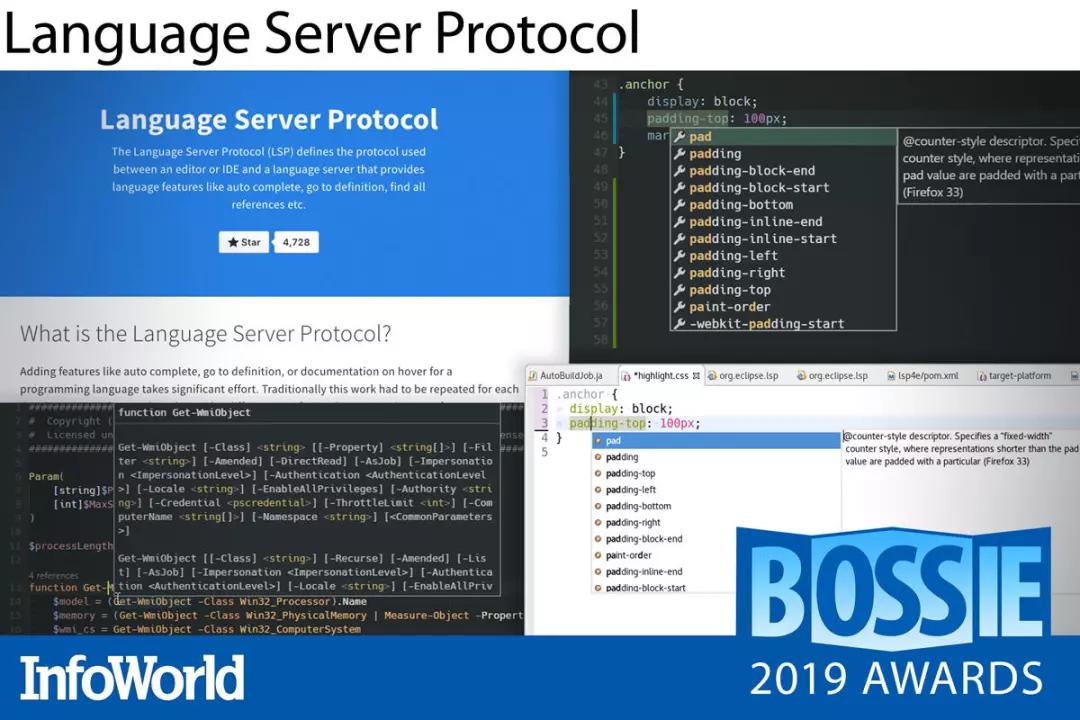 Language Server Protocol
Language Server Protocol
The Language Server Protocol (LSP) defines the protocol used
between an editor or IDE and a language server that provides
language features like auto complete, go to definition, find all
references etc.
Star 4,728
What is the Language Server Protocol?
Adding features like auto complete, go to definition, or documentation on hover for a
programming language takes significant effort. Traditionally this work had to be repeated for each
43 .anchor {
44 display: block;
45 padding-top: 100px;
46 mar
47 }
48
49
50
51
52
53
54
55
56
57
58
pad
padding
padding-block-end
padding-block-start
padding-bottom
padding-inline-end
padding-inline-start
padding-left
padding-right
padding-top
paint-order
-webkit-padding-start
@counter-style descriptor. Speci
counter style, where representati
pad value are padded with a part
(Firefox 33)
# Copyright (
# Licensed un
Param(
[string]$P
[int]$MaxS
)
$processLength
4 references
function Get-
$model = (Get-WmiObject -Class Win32_Processor).Name
$memory = (Get-WmiObject -Class Win32_PhysicalMemory | Measure-Object -Propert
$wmi_cs = Get-WmiObject -Class Win32_ComputerSystem
function Get-WmiObject
Get-WmiObject [-Class] <string> [[-Property] <string[]>] [-Fil
ter <string>] [-Amended] [-DirectRead] [-AsJob] [-Impersonatio
n <ImpersonationLevel>] [-Authentication <AuthenticationLevel
>] [-Locale <string>] [-EnableAllPrivileges] [-Authority <stri
ng>] [-Credential <pscredential>] [-ThrottleLimit <int>] [-Com
puterName <string[]>] [-Namespace <string>] [<CommonParameters
>]
Get-WmiObject [[-Class] <string>] [-Recurse] [-Amended] [-Lis
t] [-AsJob] [-Impersonation <ImpersonationLevel>] [-Authentica
tion <AuthenticationLevel>] [-Locale <string>] [-EnableAllPriv
AutoBuildJob.ja *highlight.css org.eclipse.lsp org.eclipse.lsp lsp4e/pom.xml target-platform
1 .anchor {
2 display: block;
3 padding-top: 100px;
4 }
5
pad
padding
padding-top
padding-left
padding-bottom
padding-right
padding-block-end
paint-order
padding-inline-end
padding-block-start
@counter-style descriptor. Specifies a "fixed-width"
counter style, where representations shorter than the pad
value are padded with a particular (Firefox 33)
BOSSIE
2019 AWARDS
InfoWorld